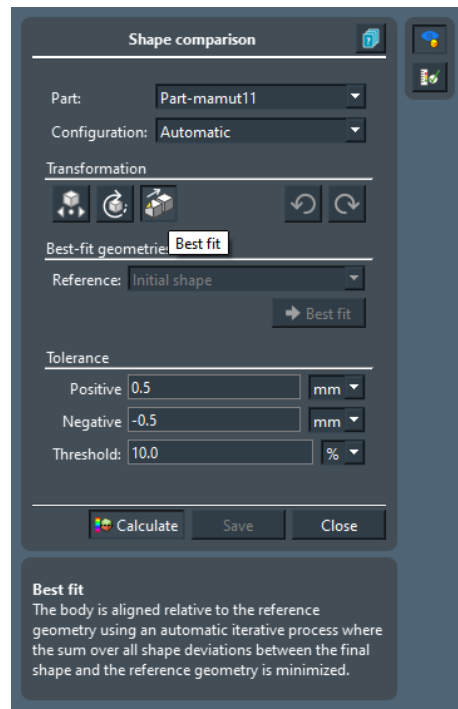 Shape comparison
Part: Part-mamut11
Configuration: Automatic
Transformation
Best fit
Best-fit geometrie
Reference: Initial shape
Best fit
Tolerance
Positive 0.5 mm
Negative -0.5 mm
Threshold: 10.0 %
Calculate Save Close
Best fit
The body is aligned relative to the reference
geometry using an automatic iterative process where
the sum over all shape deviations between the final
shape and the reference geometry is minimized.